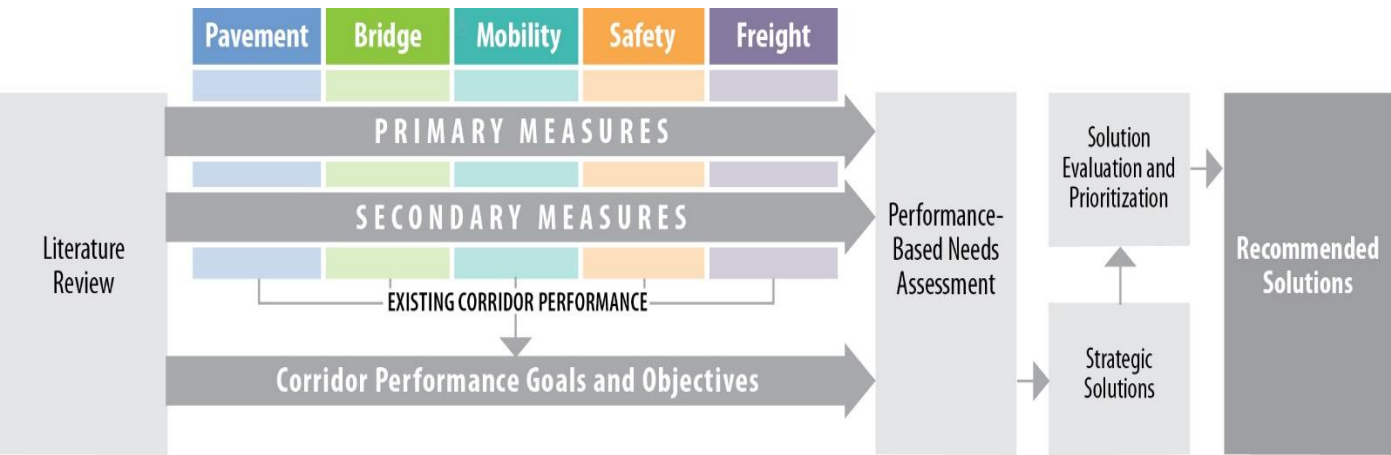 Pavement
Bridge
Mobility
Safety
Freight
PRIMARY MEASURES
SECONDARY MEASURES
Literature
Review
EXISTING CORRIDOR PERFORMANCE
Corridor Performance Goals and Objectives
Performance-
Based Needs
Assessment
Solution
Evaluation and
Prioritization
Strategic
Solutions
Recommended
Solutions